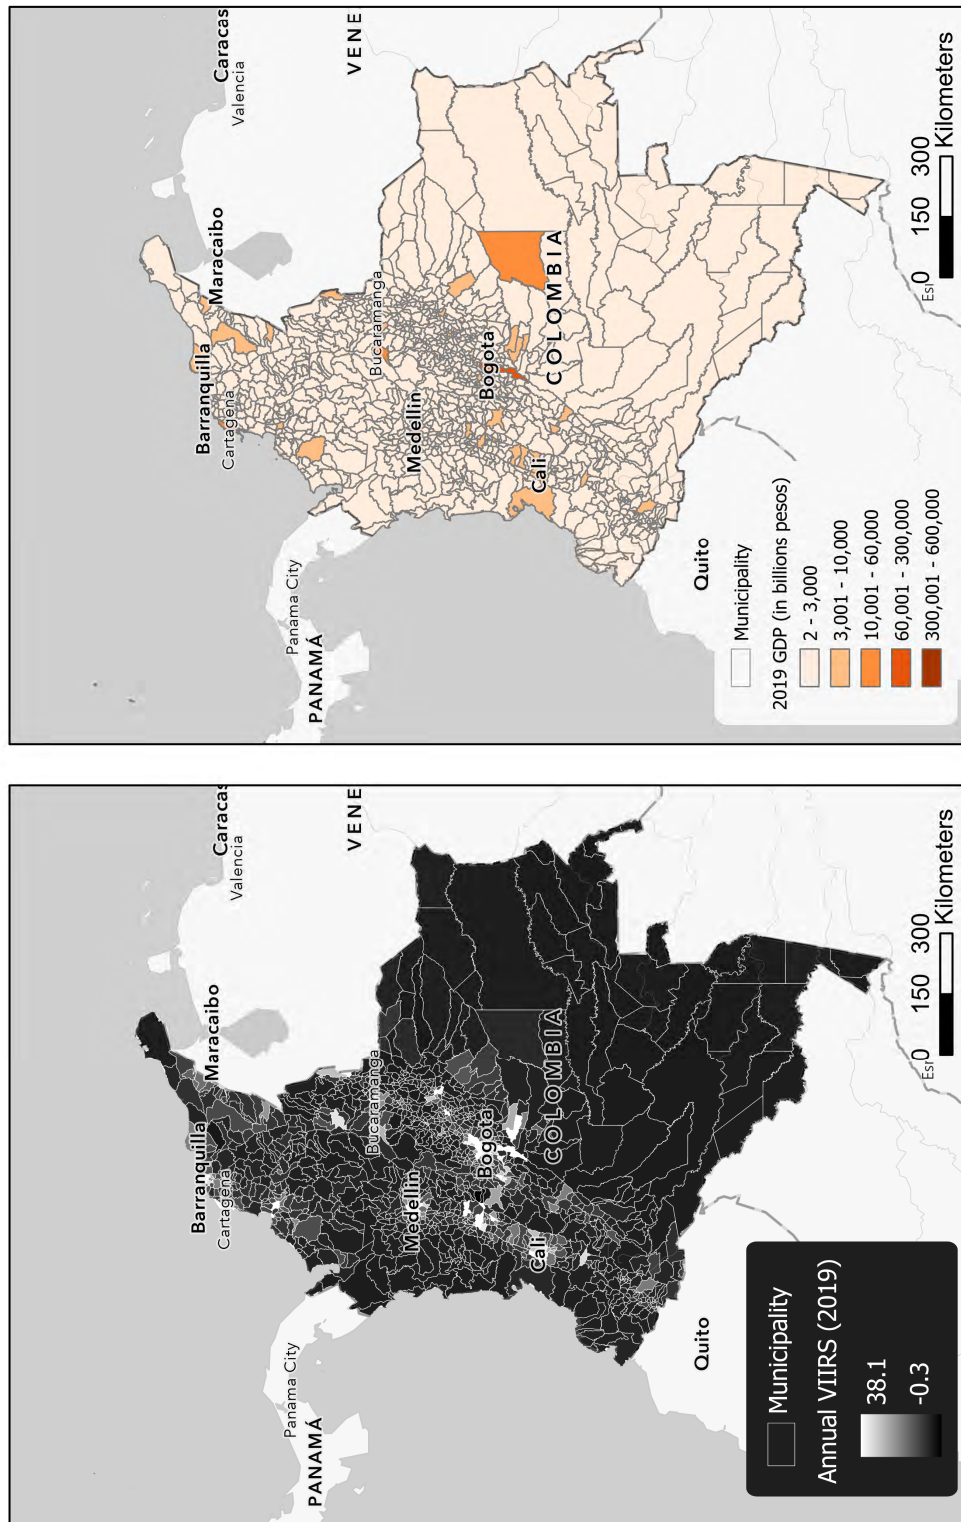 PANAMÁ
Panama City
Barranquilla
Cartagena
Maracaibo
Caracas
Valencia
VENE
Bucaramanga
Medellin
Bogota
Cali
COLOMBIA
Quito
Municipality
Annual VIIRS (2019)
38.1
-0.3
0 150 300
Kilometers
Esri
PANAMÁ
Panama City
Barranquilla
Cartagena
Maracaibo
Caracas
Valencia
VENE
Bucaramanga
Medellin
Bogota
Cali
COLOMBIA
Quito
Municipality
2019 GDP (in billions pesos)
2 - 3,000
3,001 - 10,000
10,001 - 60,000
60,001 - 300,000
300,001 - 600,000
0 150 300
Kilometers
Esri